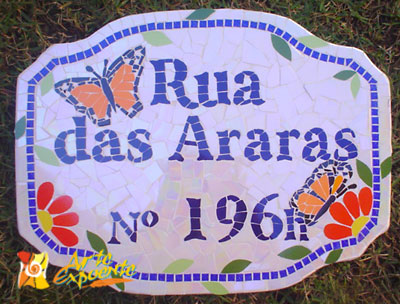 Rua
das Araras
Nº 196
Arte
Expoente